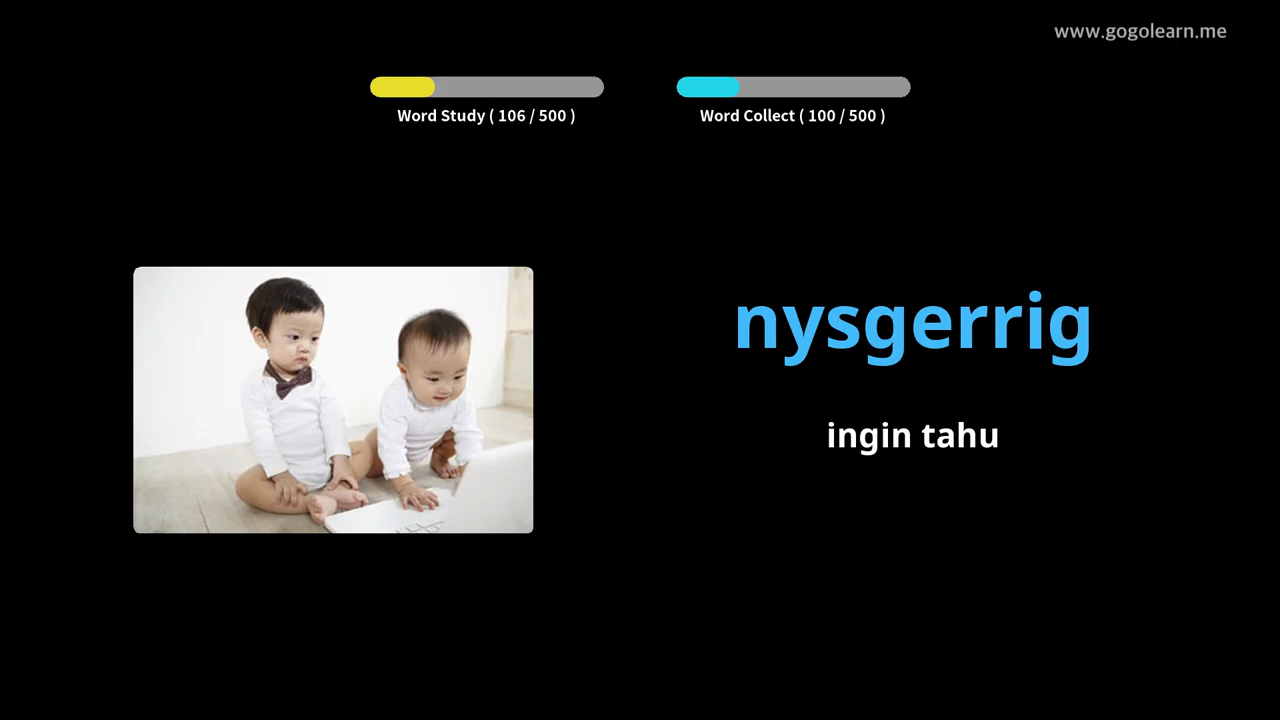 www.gogolearn.me
Word Study ( 106 / 500 )
Word Collect ( 100 / 500 )
nysgerrig
ingin tahu